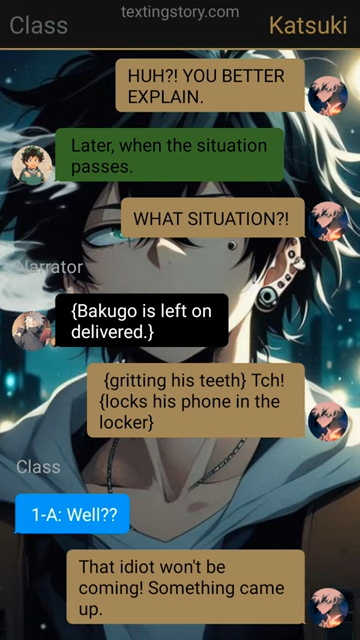 textingstory.com
Class
Katsuki
HUH?! YOU BETTER
EXPLAIN.
Later, when the situation
passes.
WHAT SITUATION?!
Narrator
{Bakugo is left on
delivered.}
{gritting his teeth} Tch!
{locks his phone in the
locker}
Class
1-A: Well??
That idiot won't be
coming! Something came
up.